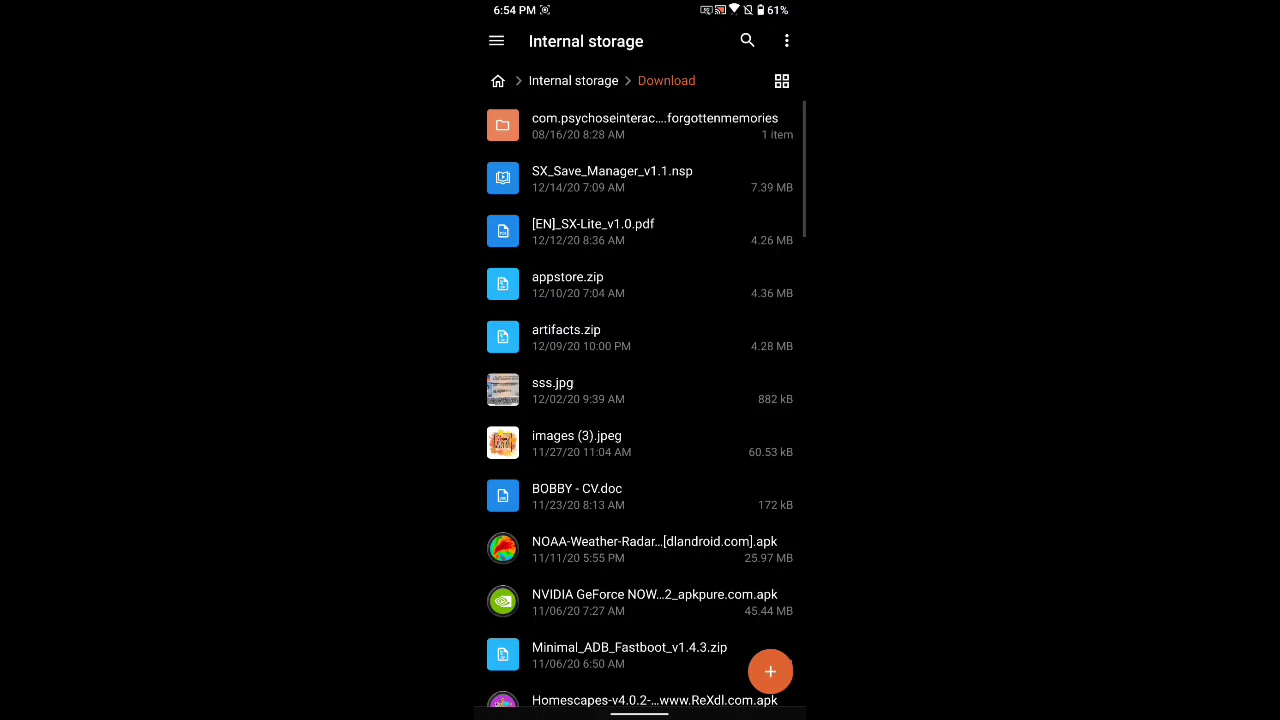 6:54 PM 61%
Internal storage
Internal storage Download
com.psychoseinterac....forgottenmemories
08/16/20 8:28 AM 1 item
SX_Save_Manager_v1.1.nsp
12/14/20 7:09 AM 7.39 MB
[EN]_SX-Lite_v1.0.pdf
12/12/20 8:36 AM 4.26 MB
appstore.zip
12/10/20 7:04 AM 4.36 MB
artifacts.zip
12/09/20 10:00 PM 4.28 MB
sss.jpg
12/02/20 9:39 AM 882 kB
images (3).jpeg
11/27/20 11:04 AM 60.53 kB
BOBBY - CV.doc
11/23/20 8:13 AM 172 kB
NOAA-Weather-Radar...[dlandroid.com].apk
11/11/20 5:55 PM 25.97 MB
NVIDIA GeForce NOW...2_apkpure.com.apk
11/06/20 7:27 AM 45.44 MB
Minimal_ADB_Fastboot_v1.4.3.zip
11/06/20 6:50 AM
Homescapes-v4.0.2-...www.ReXdl.com.apk